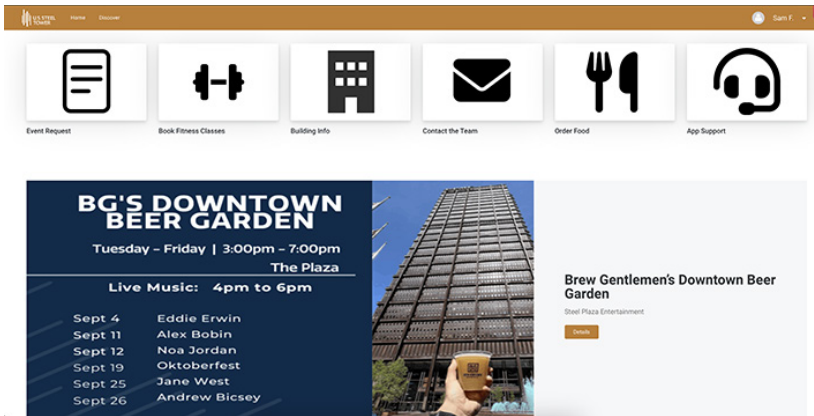 U.S. STEEL
TOWER
Home
Discover
Sam F.
Event Request
Book Fitness Classes
Building Info
Contact the Team
Order Food
App Support
BG'S DOWNTOWN
BEER GARDEN
Tuesday – Friday | 3:00pm – 7:00pm
The Plaza
Live Music: 4pm to 6pm
Sept 4 Eddie Erwin
Sept 11 Alex Bobin
Sept 12 Noa Jordan
Sept 19 Oktoberfest
Sept 25 Jane West
Sept 26 Andrew Bicsey
Brew Gentlemen's Downtown Beer
Garden
Steel Plaza Entertainment
Details